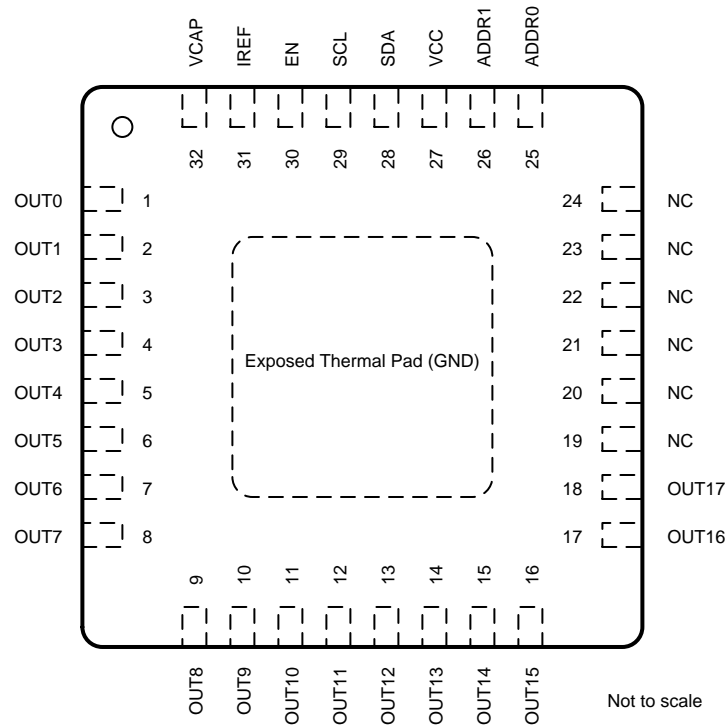 VCAP IREF EN SCL SDA VCC ADDR1 ADDR0
32 31 30 29 28 27 26 25
OUT0 1 24 NC
OUT1 2 23 NC
OUT2 3 22 NC
OUT3 4 21 NC
Exposed Thermal Pad (GND)
OUT4 5 20 NC
OUT5 6 19 NC
OUT6 7 18 OUT17
OUT7 8 17 OUT16
9 10 11 12 13 14 15 16
OUT8 OUT9 OUT10 OUT11 OUT12 OUT13 OUT14 OUT15
Not to scale